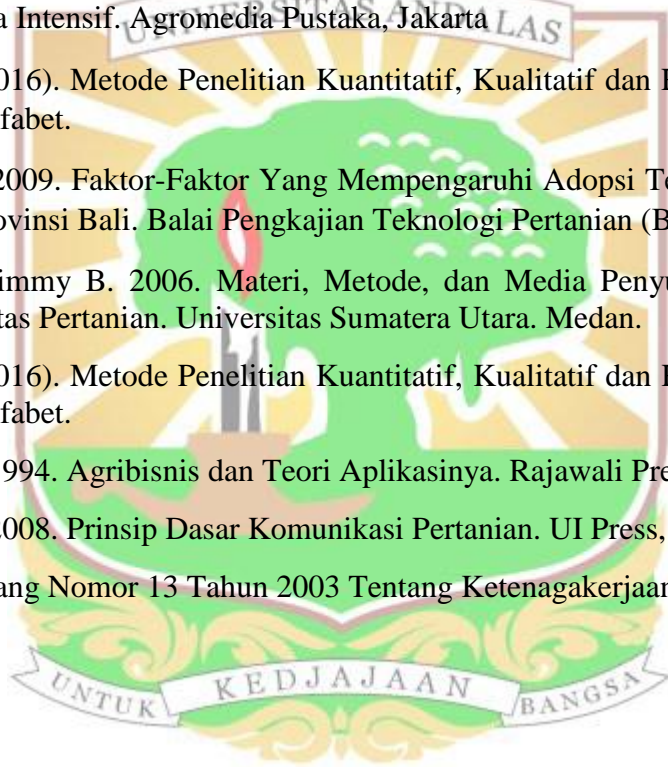 a Intensif. Agromedia Pustaka, Jakarta
UNIVERSITAS ANDALAS
016). Metode Penelitian Kuantitatif, Kualitatif dan
fabet.
2009. Faktor-Faktor Yang Mempengaruhi Adopsi
ovinsi Bali. Balai Pengkajian Teknologi Pertanian (B
immy B. 2006. Materi, Metode, dan Media
tas Pertanian. Universitas Sumatera Utara. Medan.
016). Metode Penelitian Kuantitatif, Kualitatif dan
fabet.
1994. Agribisnis dan Teori Aplikasinya. Rajawali Pre
2008. Prinsip Dasar Komunikasi Pertanian. UI Press,
ang Nomor 13 Tahun 2003 Tentang Ketenagakerjaan
UNTUK KEDJAJAAN BANGSA